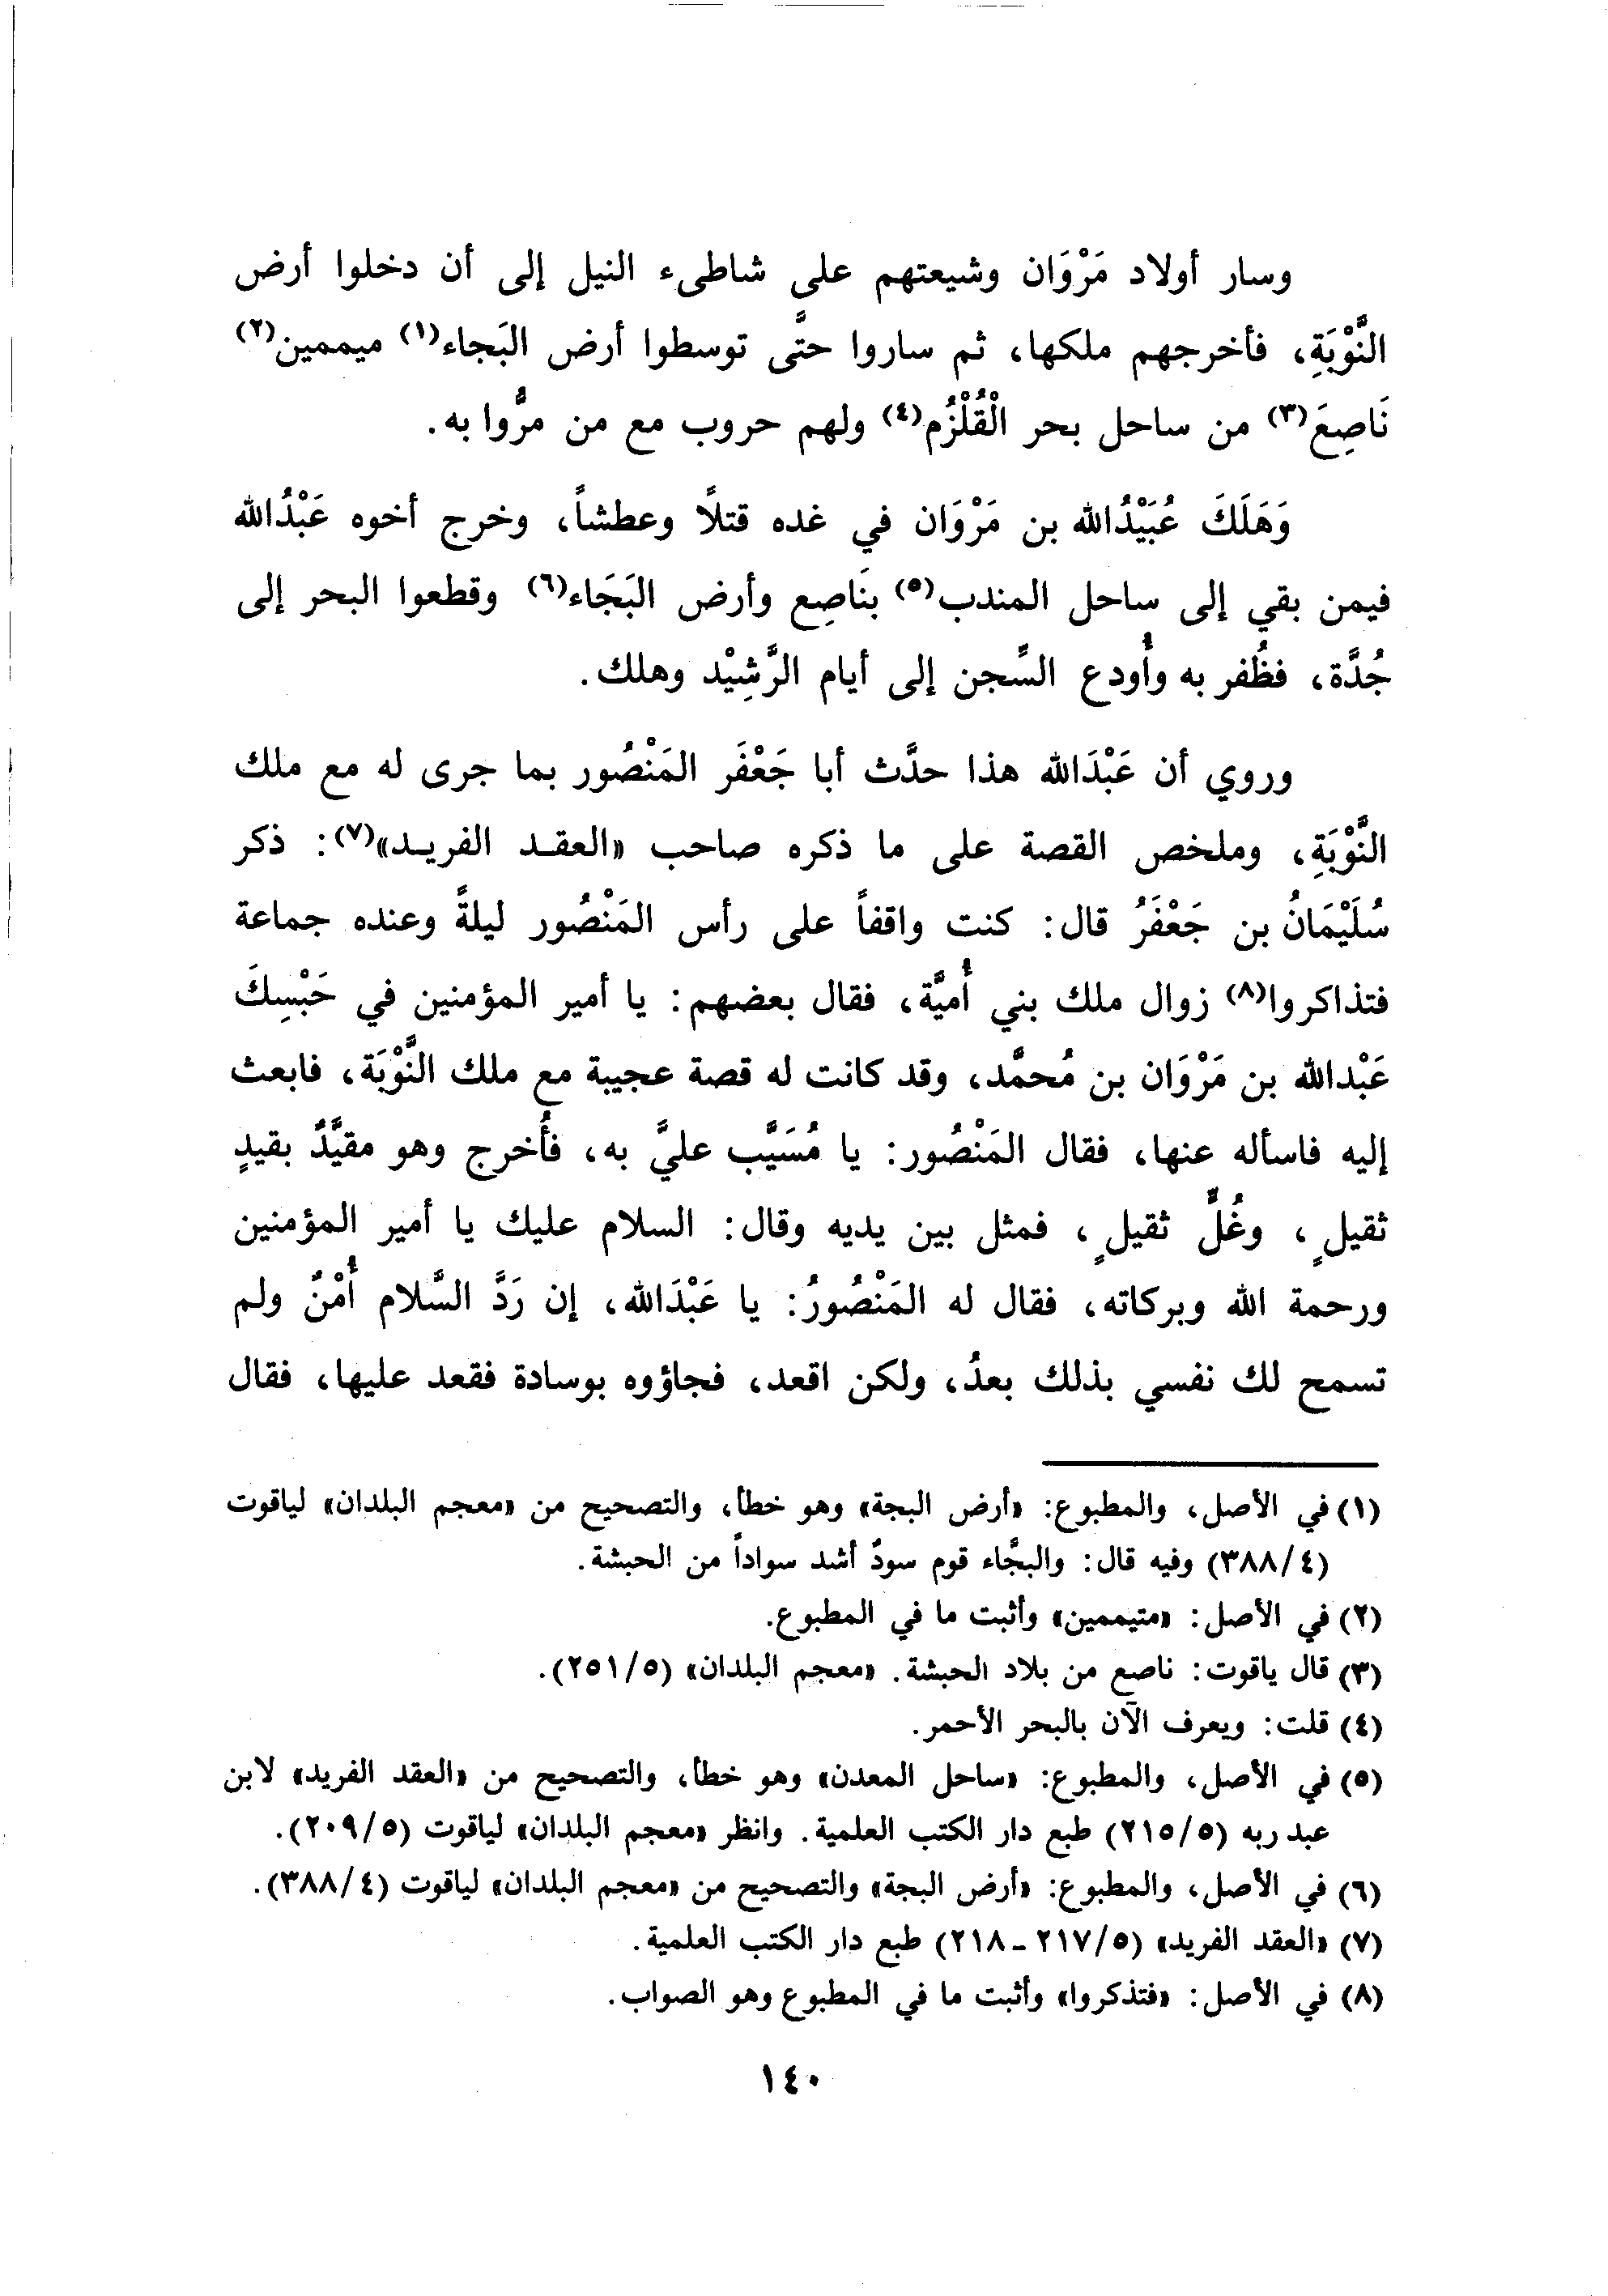 وسار أولاد مَرْوَان وشيعتهم على شاطىء النيل إلى أن دخلوا أرض
النُّوْبَةِ، فأخرجهم ملكها، ثم ساروا حتَّى توسطوا أرض البَجاء(١) ميممين(٢)
نَاصِعَ(٣) من ساحل بحر الْقُلْزُم(٤) ولهم حروب مع من مرُّوا به.
وَهَلَكَ عُبَيْدُالله بن مَرْوَان في غده قتلًا وعطشاً، وخرج أخوه عَبْدُالله
فيمن بقي إلى ساحل المندب(٥) بنَاصِع وأرض البَجَاء(٦) وقطعوا البحر إلى
جُدَّة، فظُفر به وأُودع السِّجن إلى أيام الرَّشِيْد وهلك.
وروي أن عَبْدَالله هذا حدَّث أبا جَعْفَر المَنْصُور بما جرى له مع ملك
النُّوْبَةِ، وملخص القصة على ما ذكره صاحب «العقـد الفريـد»(٧): ذكر
سُلَيْمَانُ بن جَعْفَرُ قال: كنت واقفاً على رأس المَنْصُور ليلةً وعنده جماعة
فتذاكروا(٨) زوال ملك بني أُميَّة، فقال بعضهم: يا أمير المؤمنين في حَبْسِكَ
عَبْدالله بن مَرْوَان بن مُحمَّد، وقد كانت له قصة عجيبة مع ملك النُّوْبَة، فابعث
إليه فاسأله عنها، فقال المَنْصُور: يا مُسَيَّب عليَّ به، فأُخرج وهو مقيَّدٌ بقيدٍ
ثقيلٍ، وغُلٍّ ثقيلٍ، فمثل بين يديه وقال: السلام عليك يا أمير المؤمنين
ورحمة الله وبركاته، فقال له المَنْصُورُ: يا عَبْدَالله، إن رَدَّ السَّلام أَمْنٌ ولم
تسمح لك نفسي بذلك بعدُ، ولكن اقعد، فجاؤوه بوسادة فقعد عليها، فقال
(١) في الأصل، والمطبوع: «أرض البجة» وهو خطأ، والتصحيح من «معجم البلدان» لياقوت
(٣٨٨/٤) وفيه قال: والبجَّاء قوم سودٌ أشد سواداً من الحبشة.
(٢) في الأصل: «متيممين» وأثبت ما في المطبوع.
(٣) قال ياقوت: ناصع من بلاد الحبشة. «معجم البلدان» (٢٥١/٥).
(٤) قلت: ويعرف الآن بالبحر الأحمر.
(٥) في الأصل، والمطبوع: «ساحل المعدن» وهو خطأ، والتصحيح من «العقد الفريد» لابن
عبد ربه (٢١٥/٥) طبع دار الكتب العلمية. وانظر «معجم البلدان» لياقوت (٢٠٩/٥).
(٦) في الأصل، والمطبوع: «أرض البجة» والتصحيح من «معجم البلدان» لياقوت (٣٨٨/٤).
(٧) «العقد الفريد» (٢١٧/٥ - ٢١٨) طبع دار الكتب العلمية.
(٨) في الأصل: «فتذكروا» وأثبت ما في المطبوع وهو الصواب.
١٤٠